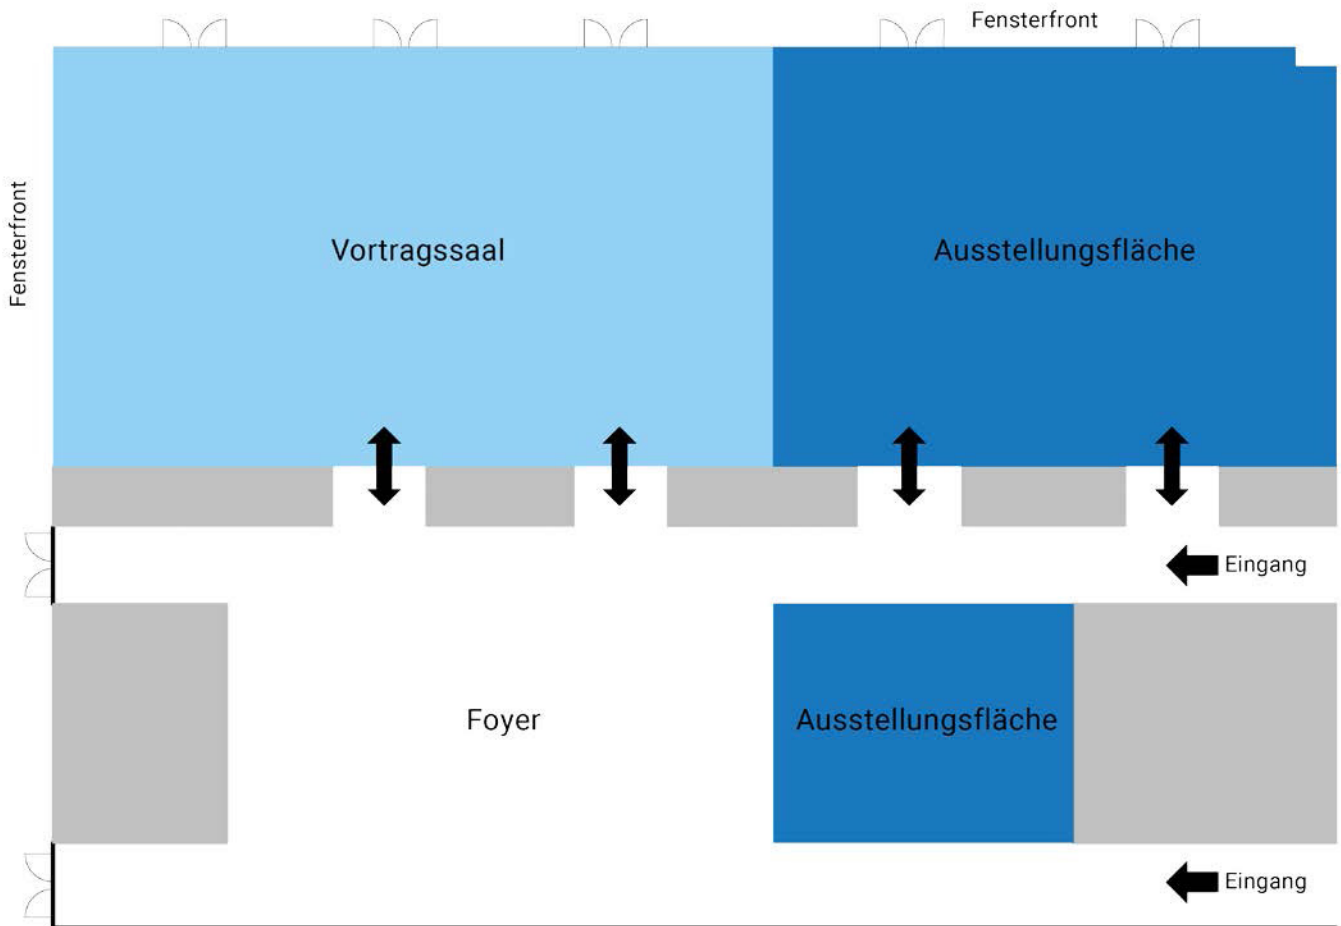 Fensterfront
Fensterfront
Vortragssaal
Ausstellungsfläche
Eingang
Foyer
Ausstellungsfläche
Eingang